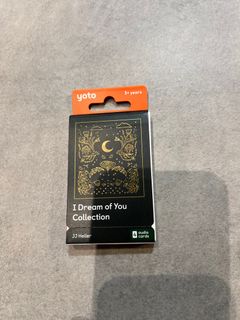 yoto
3+ years
I Dream of You
Collection
JJ Heller
audio
cards